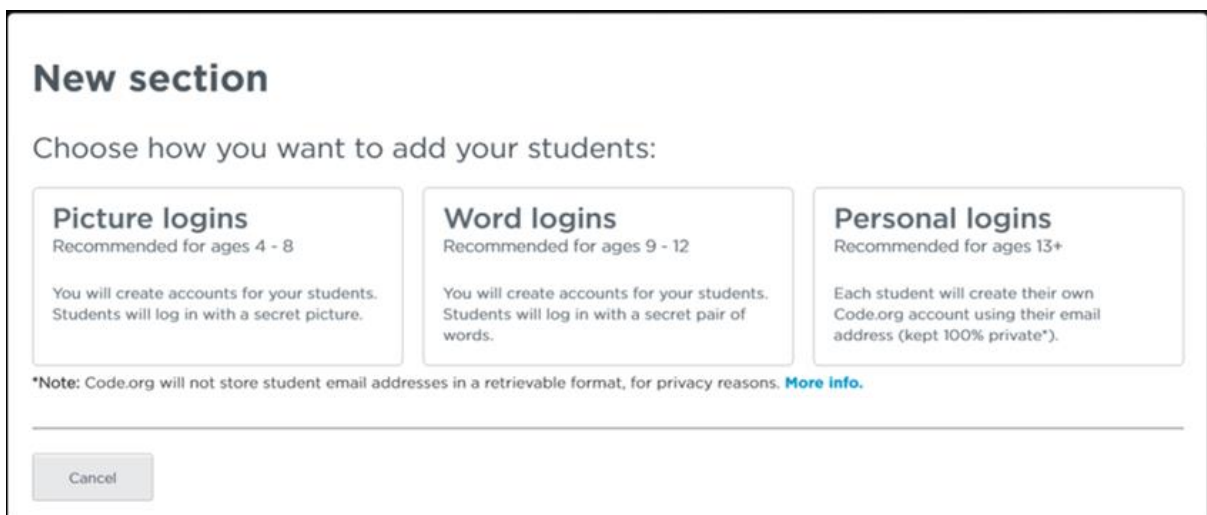 New section
Choose how you want to add your students:
Picture logins
Recommended for ages 4 - 8
You will create accounts for your students.
Students will log in with a secret picture.
Word logins
Recommended for ages 9 - 12
You will create accounts for your students.
Students will log in with a secret pair of
words.
Personal logins
Recommended for ages 13+
Each student will create their own
Code.org account using their email
address (kept 100% private*).
*Note: Code.org will not store student email addresses in a retrievable format, for privacy reasons. More info.
Cancel